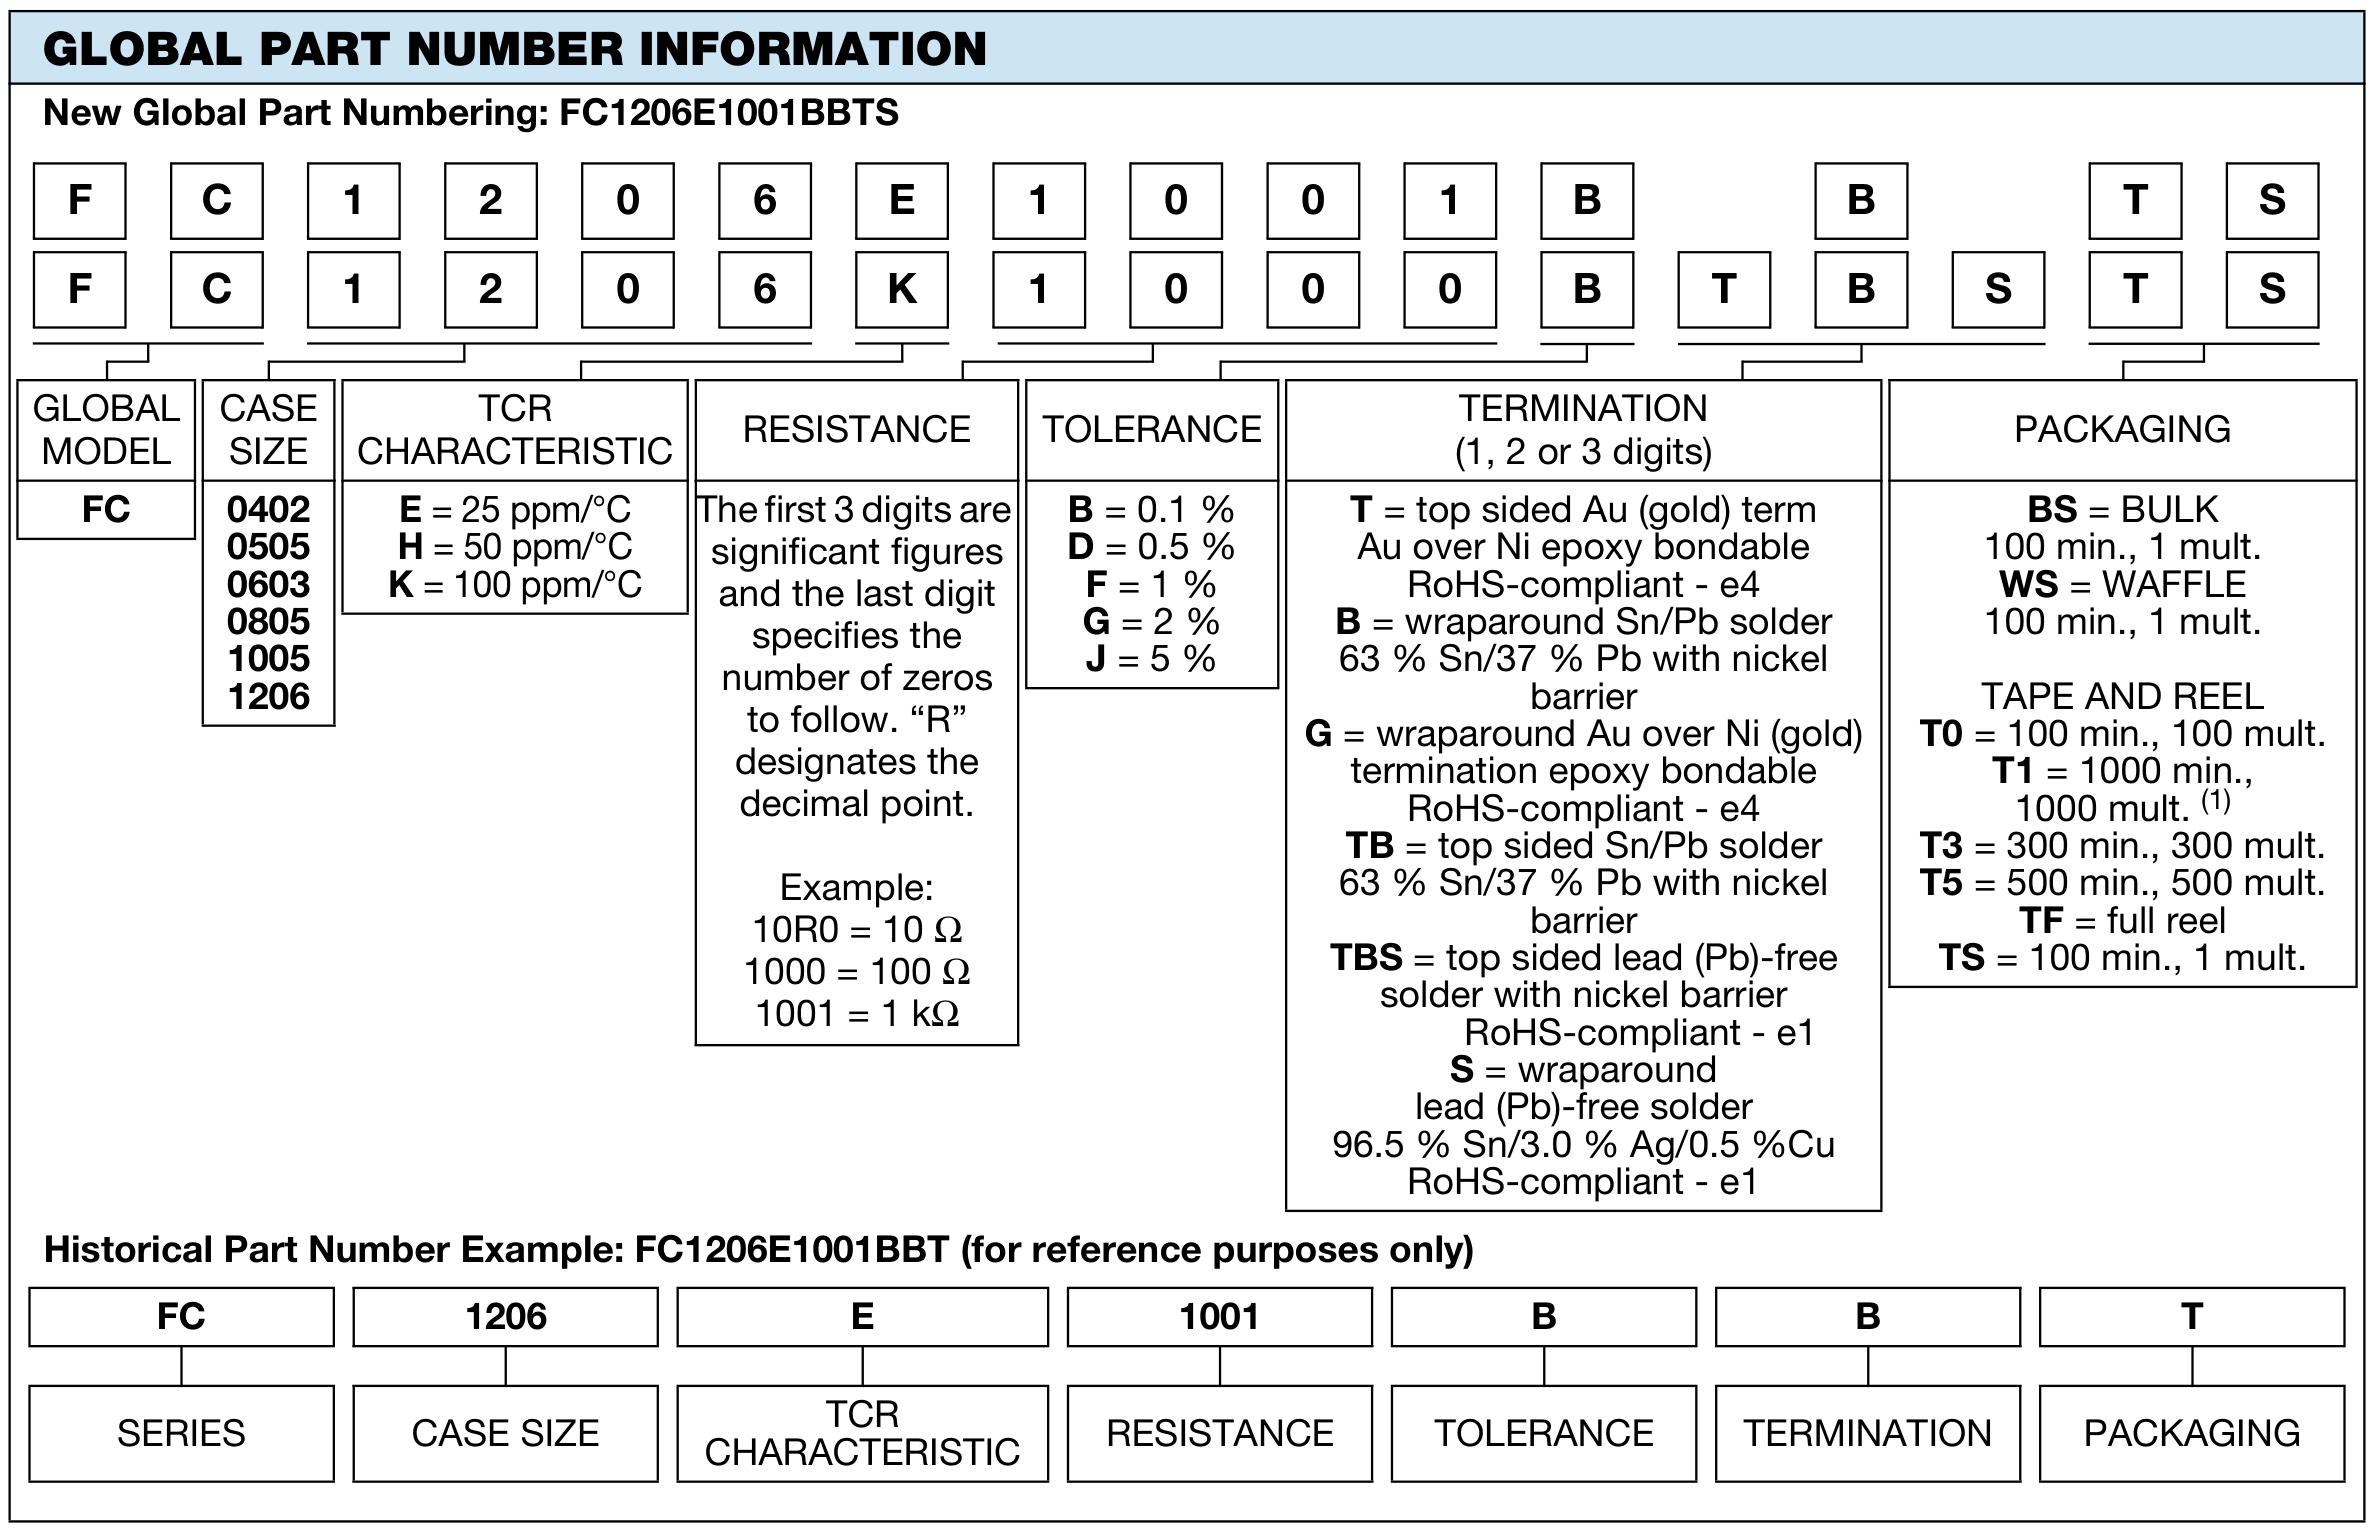 GLOBAL PART NUMBER INFORMATION
New Global Part Numbering: FC1206E1001BBTS
F C 1 2 0 6 E 1 0 0 1 B B T S
F C 1 2 0 6 K 1 0 0 0 B T B S T S
GLOBAL
MODEL
FC
CASE
SIZE
0402
0505
0603
0805
1005
1206
TCR
CHARACTERISTIC
E = 25 ppm/°C
H = 50 ppm/°C
K = 100 ppm/°C
RESISTANCE
The first 3 digits are
significant figures
and the last digit
specifies the
number of zeros
to follow. “R”
designates the
decimal point.
Example:
10R0 = 10 Ω
1000 = 100 Ω
1001 = 1 kΩ
TOLERANCE
B = 0.1 %
D = 0.5 %
F = 1 %
G = 2 %
J = 5 %
TERMINATION
(1, 2 or 3 digits)
T = top sided Au (gold) term
Au over Ni epoxy bondable
RoHS-compliant - e4
B = wraparound Sn/Pb solder
63 % Sn/37 % Pb with nickel
barrier
G = wraparound Au over Ni (gold)
termination epoxy bondable
RoHS-compliant - e4
TB = top sided Sn/Pb solder
63 % Sn/37 % Pb with nickel
barrier
TBS = top sided lead (Pb)-free
solder with nickel barrier
RoHS-compliant - e1
S = wraparound
lead (Pb)-free solder
96.5 % Sn/3.0 % Ag/0.5 %Cu
RoHS-compliant - e1
PACKAGING
BS = BULK
100 min., 1 mult.
WS = WAFFLE
100 min., 1 mult.
TAPE AND REEL
T0 = 100 min., 100 mult.
T1 = 1000 min.,
1000 mult. (1)
T3 = 300 min., 300 mult.
T5 = 500 min., 500 mult.
TF = full reel
TS = 100 min., 1 mult.
Historical Part Number Example: FC1206E1001BBT (for reference purposes only)
FC 1206 E 1001 B B T
SERIES
CASE SIZE
TCR
CHARACTERISTIC
RESISTANCE
TOLERANCE
TERMINATION
PACKAGING